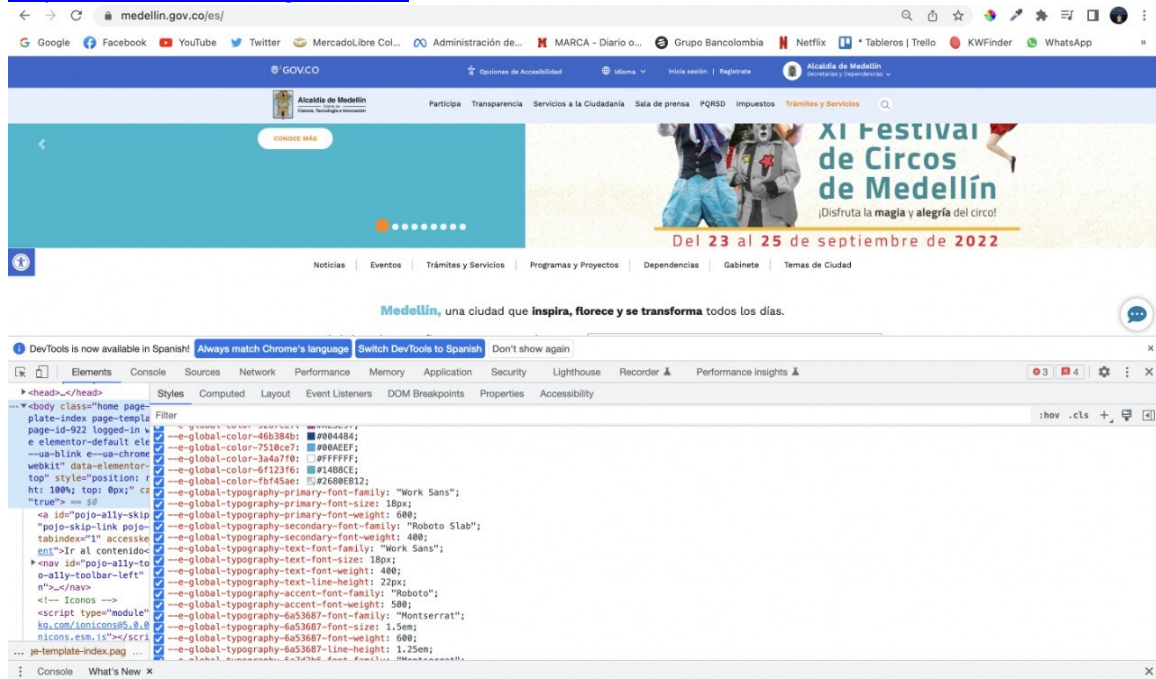 medellin.gov.co/es/
Google Facebook YouTube Twitter MercadoLibre Col... Administración de... MARCA - Diario o... Grupo Bancolombia Netflix * Tableros | Trello KWFinder WhatsApp »
GOV.CO Opciones de Accesibilidad Idioma Inicia sesión | Regístrate Alcaldía de Medellín
Secretarías y Dependencias
Alcaldía de Medellín
Distrito de
Ciencia, Tecnología e Innovación
Participa Transparencia Servicios a la Ciudadanía Sala de prensa PQRSD Impuestos Trámites y Servicios
CONOCE MÁS
XI Festival
de Circos
de Medellín
¡Disfruta la magia y alegría del circo!
Del 23 al 25 de septiembre de 2022
Noticias Eventos Trámites y Servicios Programas y Proyectos Dependencias Gabinete Temas de Ciudad
Medellín, una ciudad que inspira, florece y se transforma todos los días.
DevTools is now available in Spanish! Always match Chrome's language Switch DevTools to Spanish Don't show again
Elements Console Sources Network Performance Memory Application Security Lighthouse Recorder Performance insights 3 4
Styles Computed Layout Event Listeners DOM Breakpoints Properties Accessibility
Filter :hov .cls
<head>…</head>
<body class="home page-
plate-index page-templa
page-id-922 logged-in
e elementor-default ele
--ua-blink e--ua-chrome
webkit" data-elementor-
top" style="position: r
ht: 100%; top: 0px;" cz
"true"> == $0
<a id="pojo-a11y-skip
"pojo-skip-link pojo-
tabindex="1" accesske
ent">Ir al contenido<
<nav id="pojo-a11y-to
o-a11y-toolbar-left"
n">…</nav>
<!-- Iconos -->
<script type="module"
kg.com/ionicons@5.0.0
nicons.esm.js"></scri
... ge-template-index.pag ...
--e-global-color-46b384b: #004484;
--e-global-color-7510ce7: #00AEEF;
--e-global-color-3a4a7f0: #FFFFFF;
--e-global-color-6f123f6: #14B8CE;
--e-global-color-fbf45ae: #2680EB12;
--e-global-typography-primary-font-family: "Work Sans";
--e-global-typography-primary-font-size: 18px;
--e-global-typography-primary-font-weight: 600;
--e-global-typography-secondary-font-family: "Roboto Slab";
--e-global-typography-secondary-font-weight: 400;
--e-global-typography-text-font-family: "Work Sans";
--e-global-typography-text-font-size: 18px;
--e-global-typography-text-font-weight: 400;
--e-global-typography-text-line-height: 22px;
--e-global-typography-accent-font-family: "Roboto";
--e-global-typography-accent-font-weight: 500;
--e-global-typography-6a53687-font-family: "Montserrat";
--e-global-typography-6a53687-font-size: 1.5em;
--e-global-typography-6a53687-font-weight: 600;
--e-global-typography-6a53687-line-height: 1.25em;
Console What's New ×